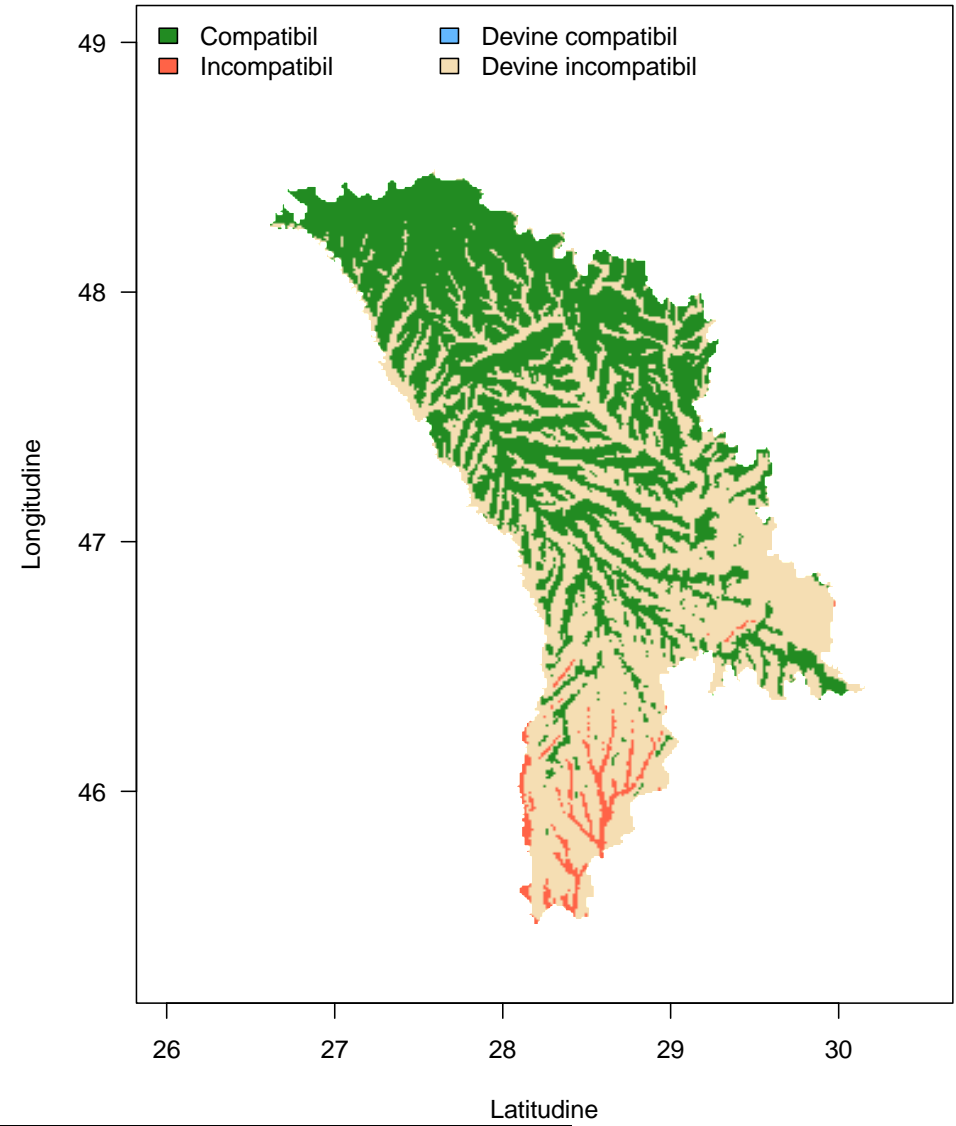 Compatibil Devine compatibil
Incompatibil Devine incompatibil
49
48
47
46
Longitudine
26 27 28 29 30
Latitudine